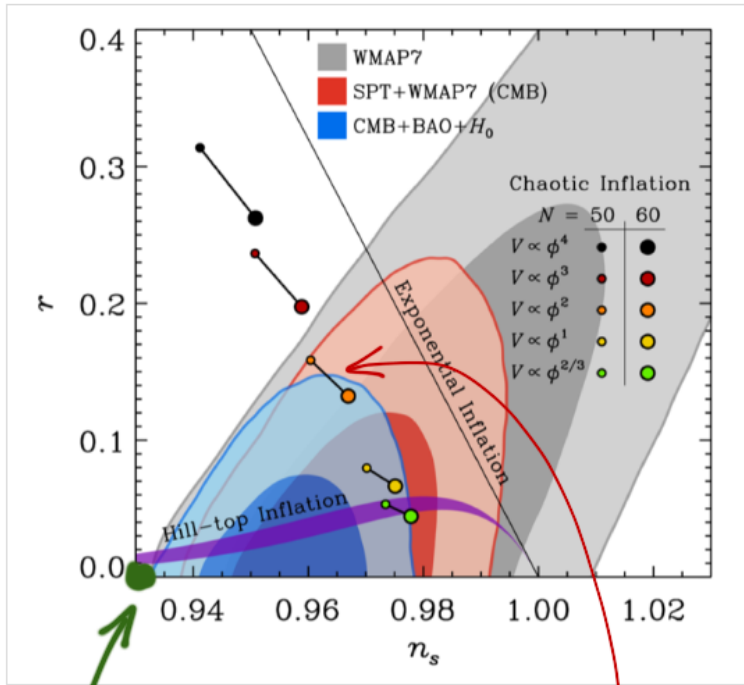 0.4
0.3
0.2
0.1
0.0
r
WMAP7
SPT+WMAP7 (CMB)
CMB+BAO+H₀
Chaotic Inflation
N = 50 60
V ∝ ϕ⁴
V ∝ ϕ³
V ∝ ϕ²
V ∝ ϕ¹
V ∝ ϕ²/³
Exponential Inflation
Hill-top Inflation
0.94 0.96 0.98 1.00 1.02
nₛ